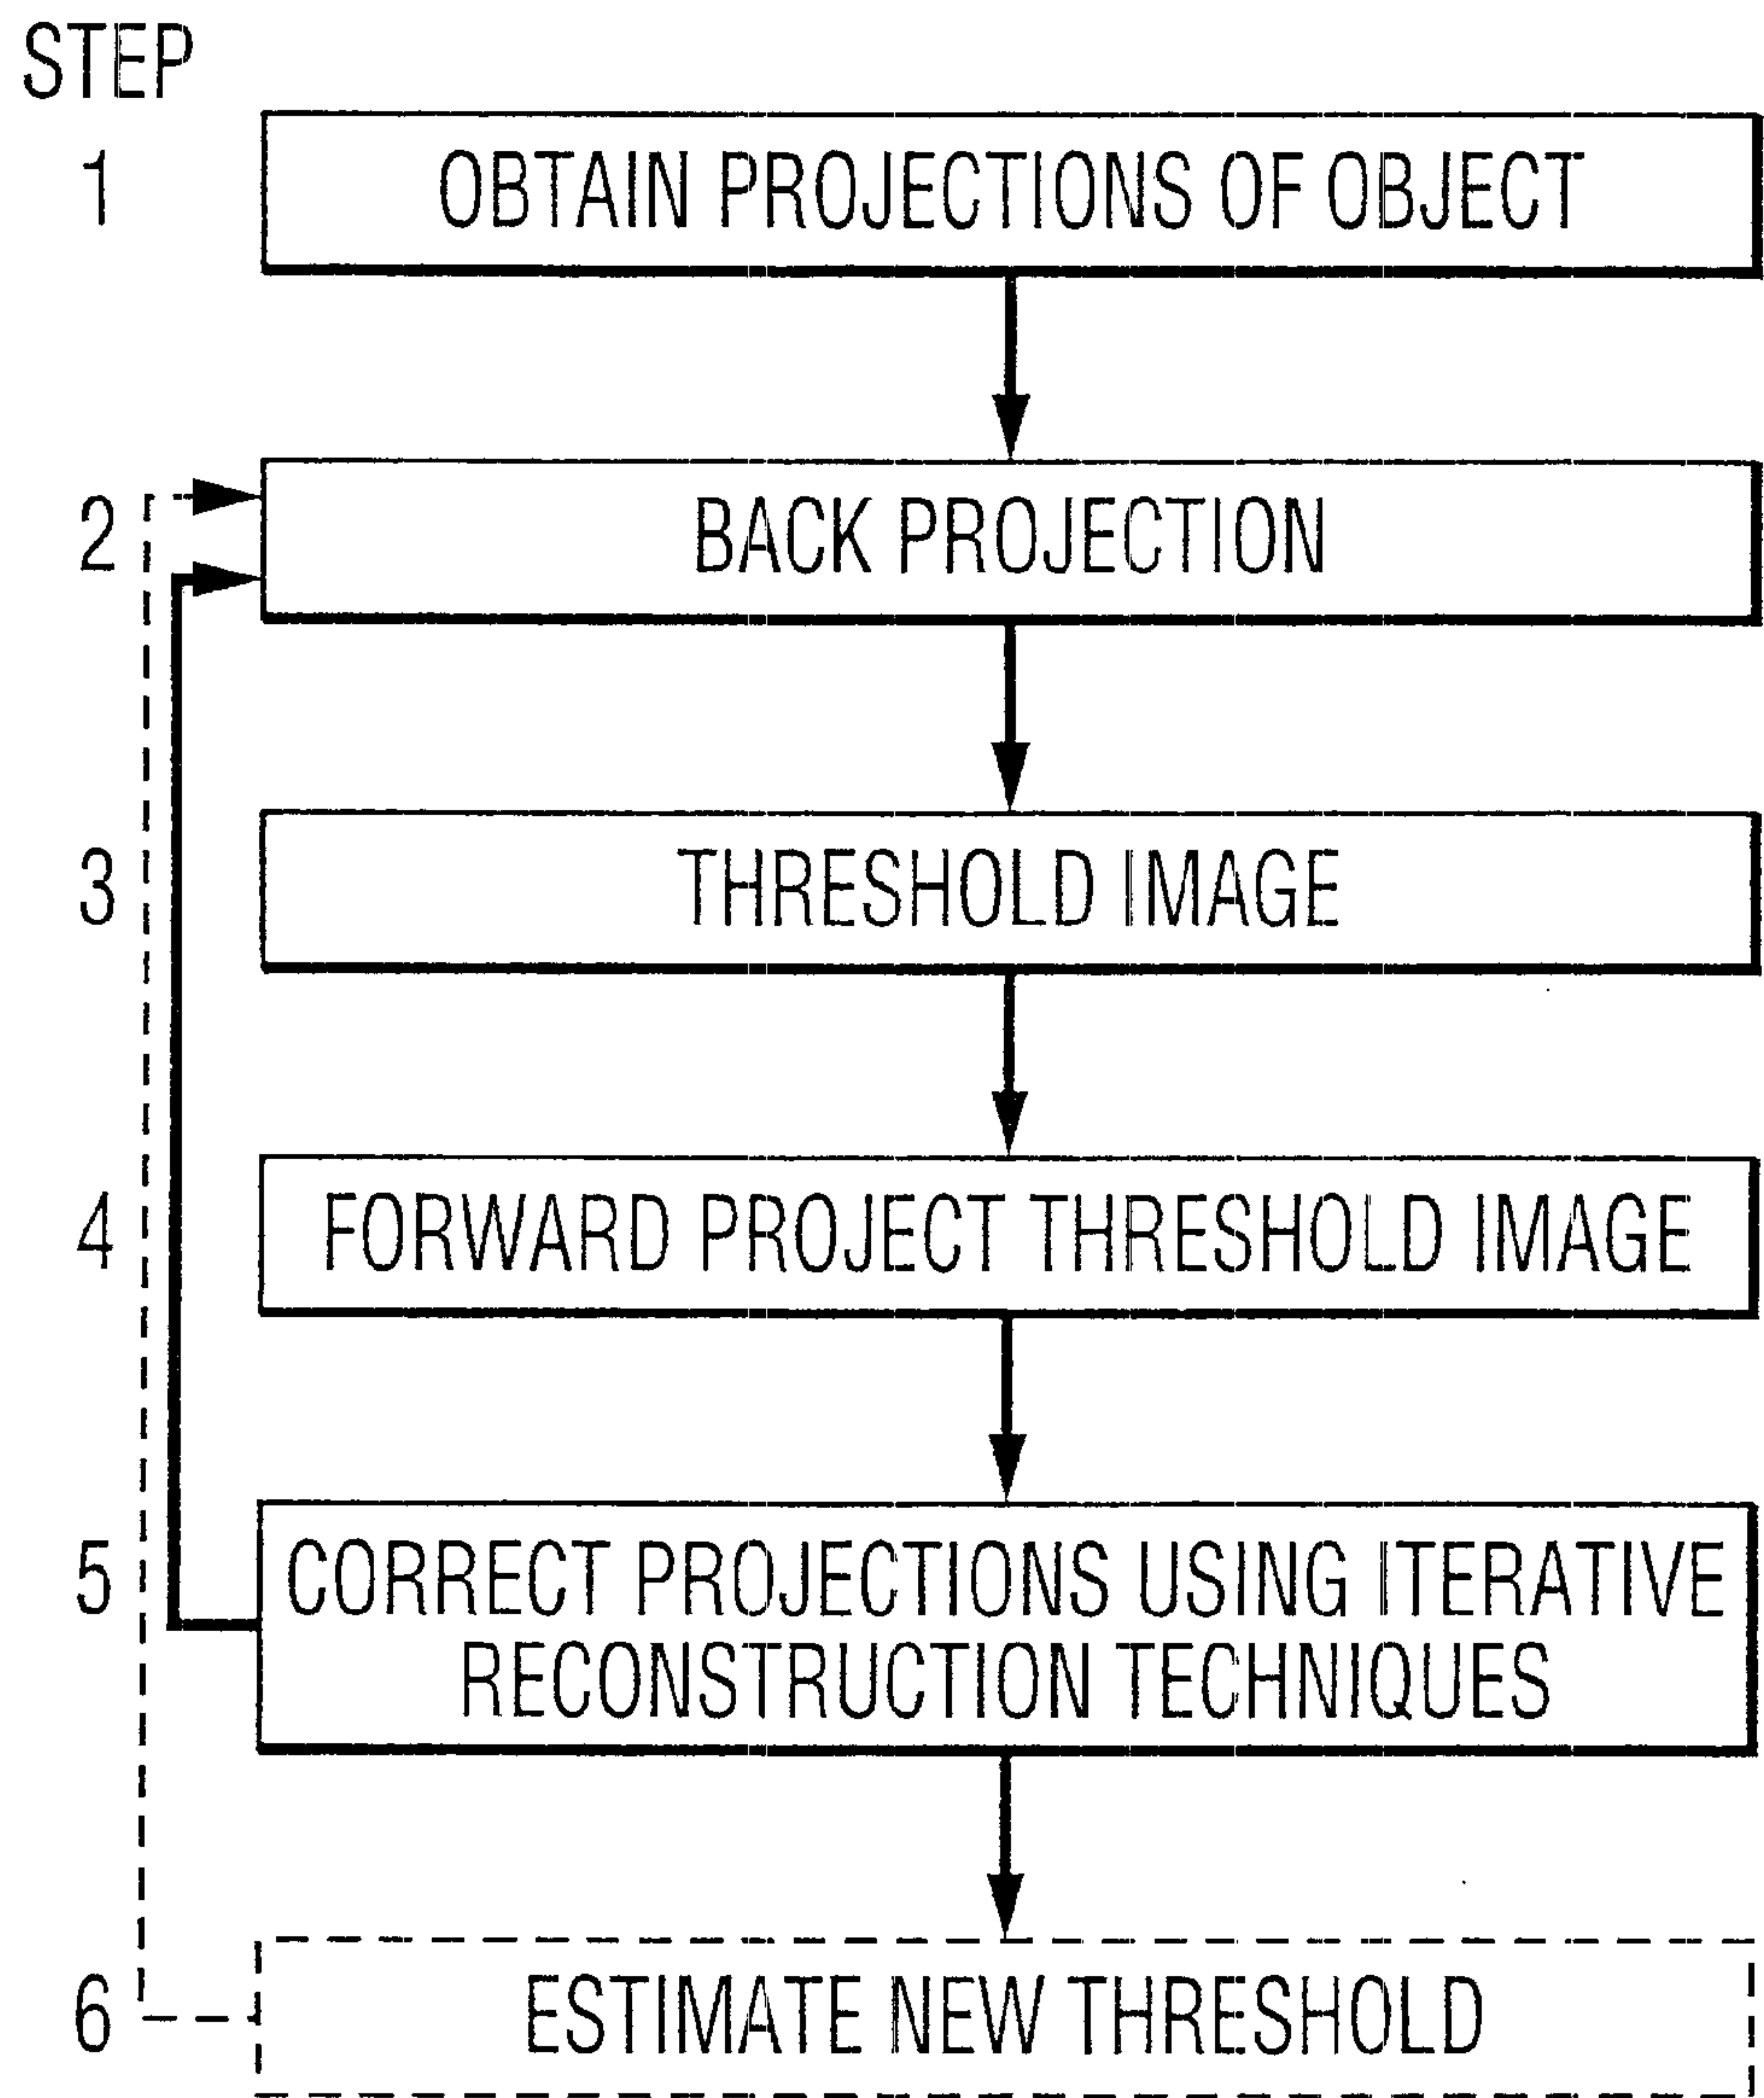 STEP
1 OBTAIN PROJECTIONS OF OBJECT
2 BACK PROJECTION
3 THRESHOLD IMAGE
4 FORWARD PROJECT THRESHOLD IMAGE
5 CORRECT PROJECTIONS USING ITERATIVE
RECONSTRUCTION TECHNIQUES
6 ESTIMATE NEW THRESHOLD